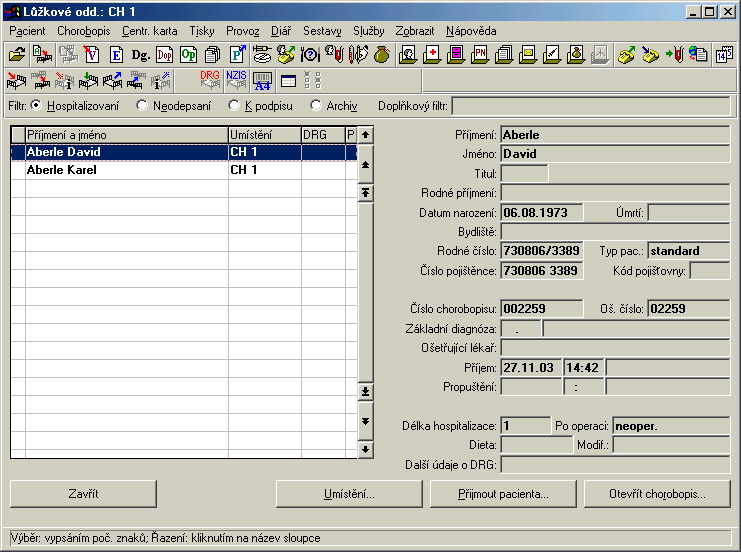 Lůžkové odd.: CH 1
Pacient Chorobopis Centr. karta Tisky Provoz Diář Sestavy Služby Zobrazit Nápověda
V E Dg. Dop Op P PN 14 15
DRG NZIS A4
Filtr: Hospitalizovaní Neodepsaní K podpisu Archiv Doplňkový filtr:
Příjmení a jméno Umístění DRG P
Aberle David CH 1
Aberle Karel CH 1
Příjmení: Aberle
Jméno: David
Titul:
Rodné příjmení:
Datum narození: 06.08.1973 Úmrtí:
Bydliště:
Rodné číslo: 730806/3389 Typ pac.: standard
Číslo pojištěnce: 730806 3389 Kód pojišťovny:
Číslo chorobopisu: 002259 Oš. číslo: 02259
Základní diagnóza: .
Ošetřující lékař:
Příjem: 27.11.03 14:42
Propuštění: :
Délka hospitalizace: 1 Po operaci: neoper.
Dieta: Modif.:
Další údaje o DRG:
Zavřít Umístění... Přijmout pacienta... Otevřít chorobopis...
Výběr: vypsáním poč. znaků; Řazení: kliknutím na název sloupce